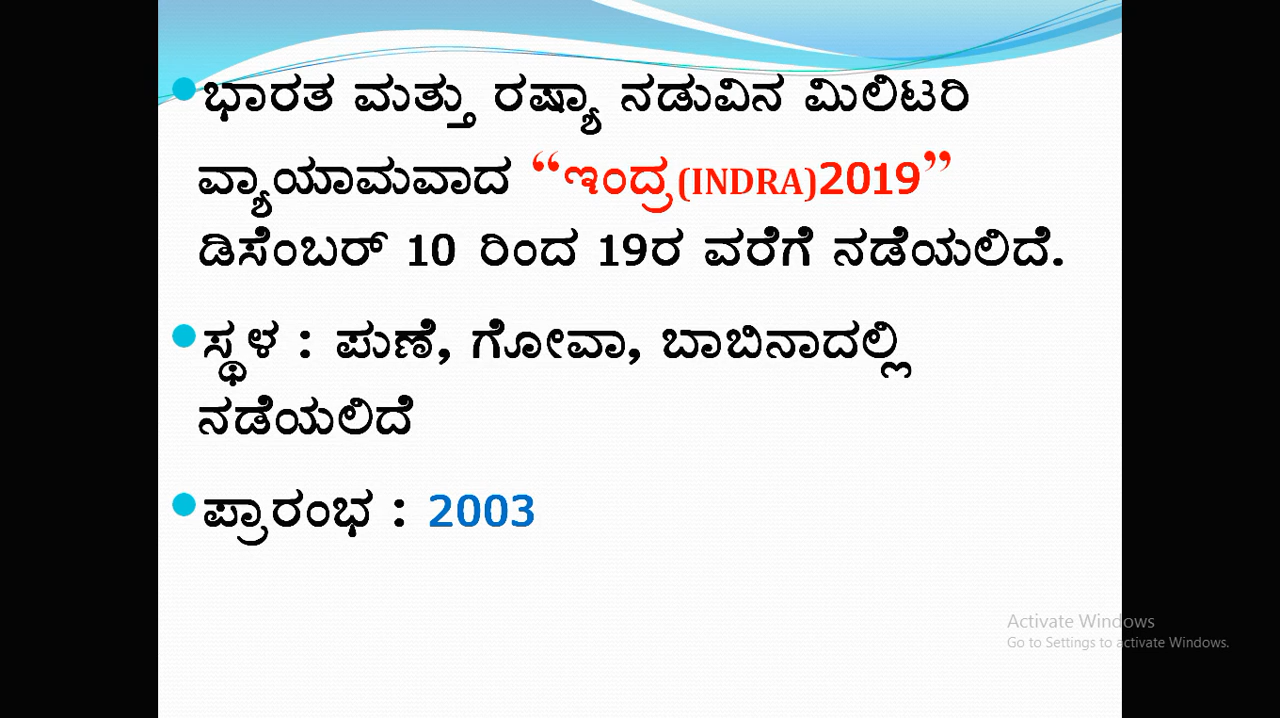 ಭಾರತ ಮತ್ತು ರಷ್ಯಾ ನಡುವಿನ ಮಿಲಿಟರಿ
ವ್ಯಾಯಾಮವಾದ “ಇಂದ್ರ(INDRA)2019”
ಡಿಸೆಂಬರ್ 10 ರಿಂದ 19ರ ವರೆಗೆ ನಡೆಯಲಿದೆ.
ಸ್ಥಳ : ಪುಣೆ, ಗೋವಾ, ಬಾಬಿನಾದಲ್ಲಿ
ನಡೆಯಲಿದೆ
ಪ್ರಾರಂಭ : 2003
Activate Windows
Go to Settings to activate Windows.